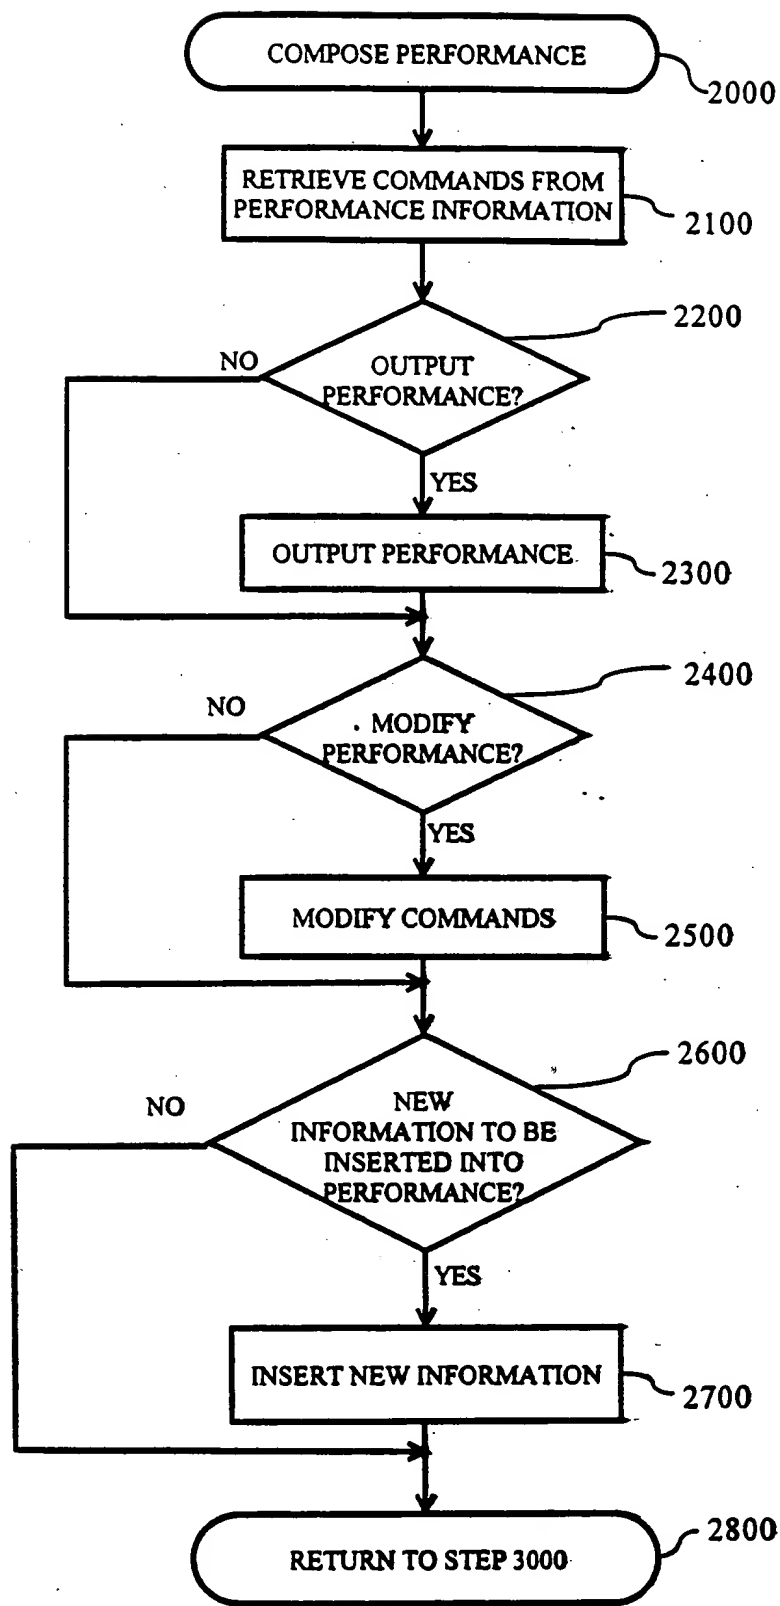 COMPOSE PERFORMANCE
2000
RETRIEVE COMMANDS FROM
PERFORMANCE INFORMATION
2100
2200
NO
OUTPUT
PERFORMANCE?
YES
OUTPUT PERFORMANCE
2300
2400
NO
MODIFY
PERFORMANCE?
YES
MODIFY COMMANDS
2500
2600
NO
NEW
INFORMATION TO BE
INSERTED INTO
PERFORMANCE?
YES
INSERT NEW INFORMATION
2700
2800
RETURN TO STEP 3000